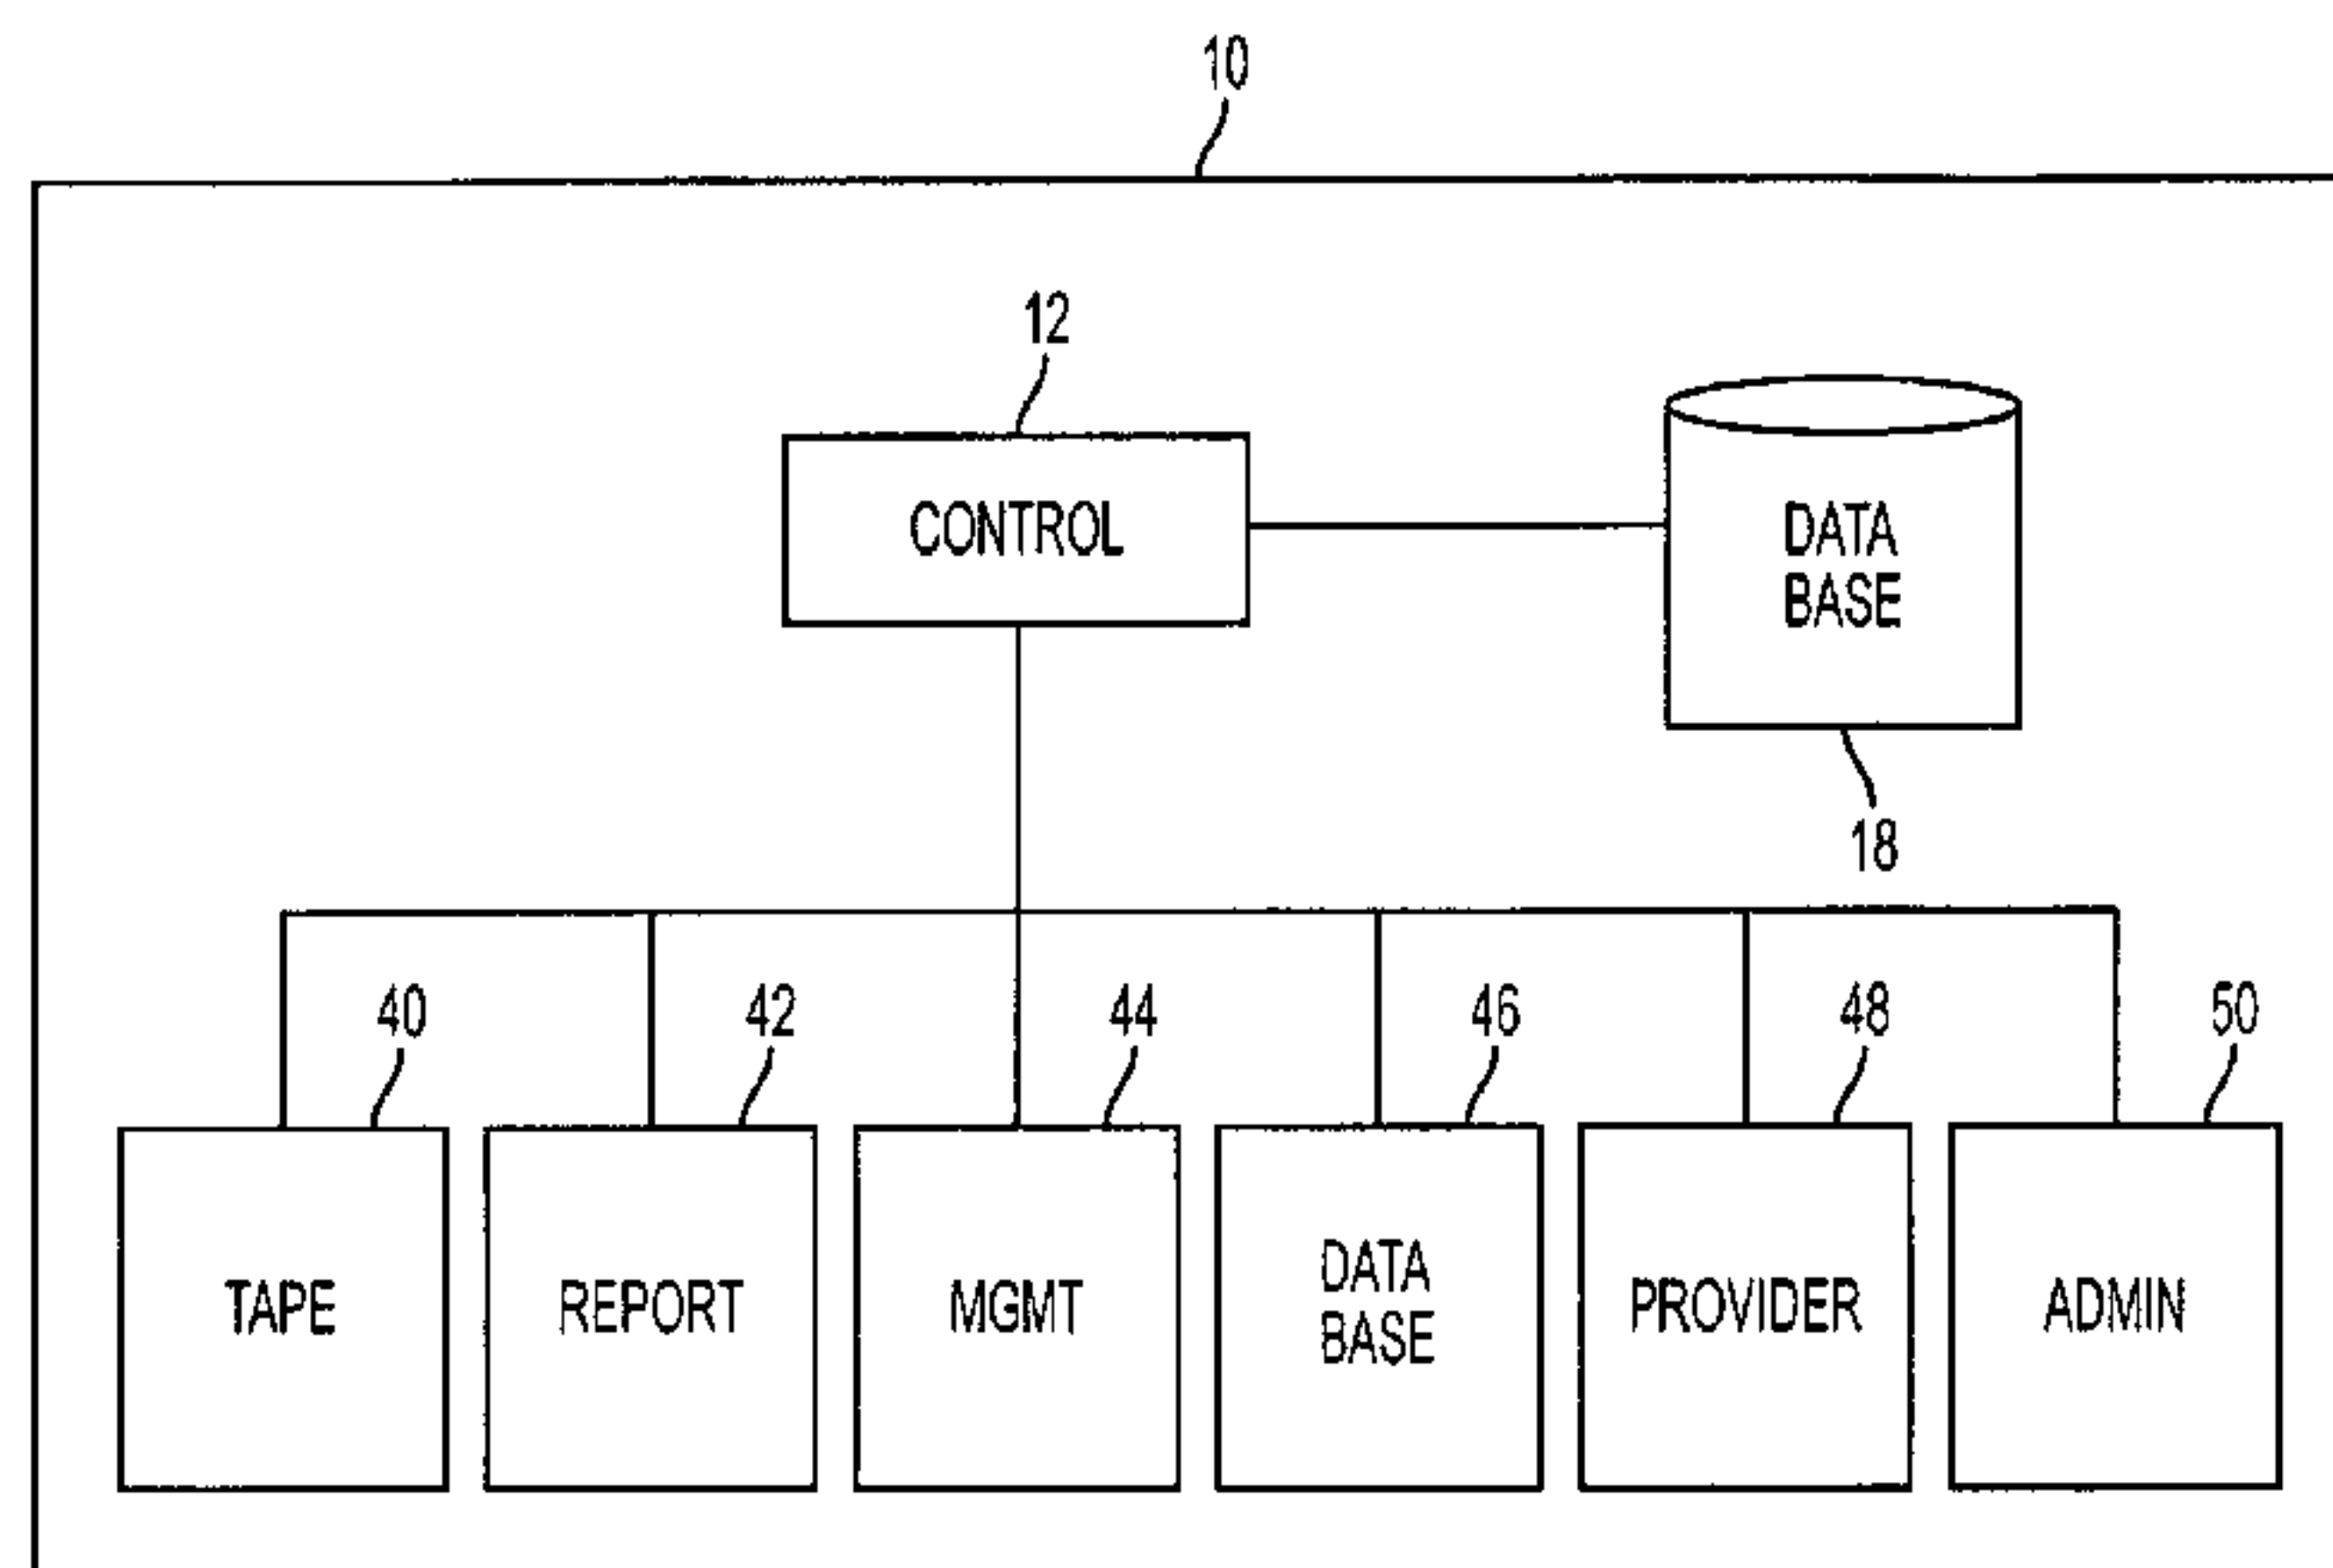 10
12
CONTROL
DATA
BASE
18
40
42
44
46
48
50
TAPE
REPORT
MGMT
DATA
BASE
PROVIDER
ADMIN